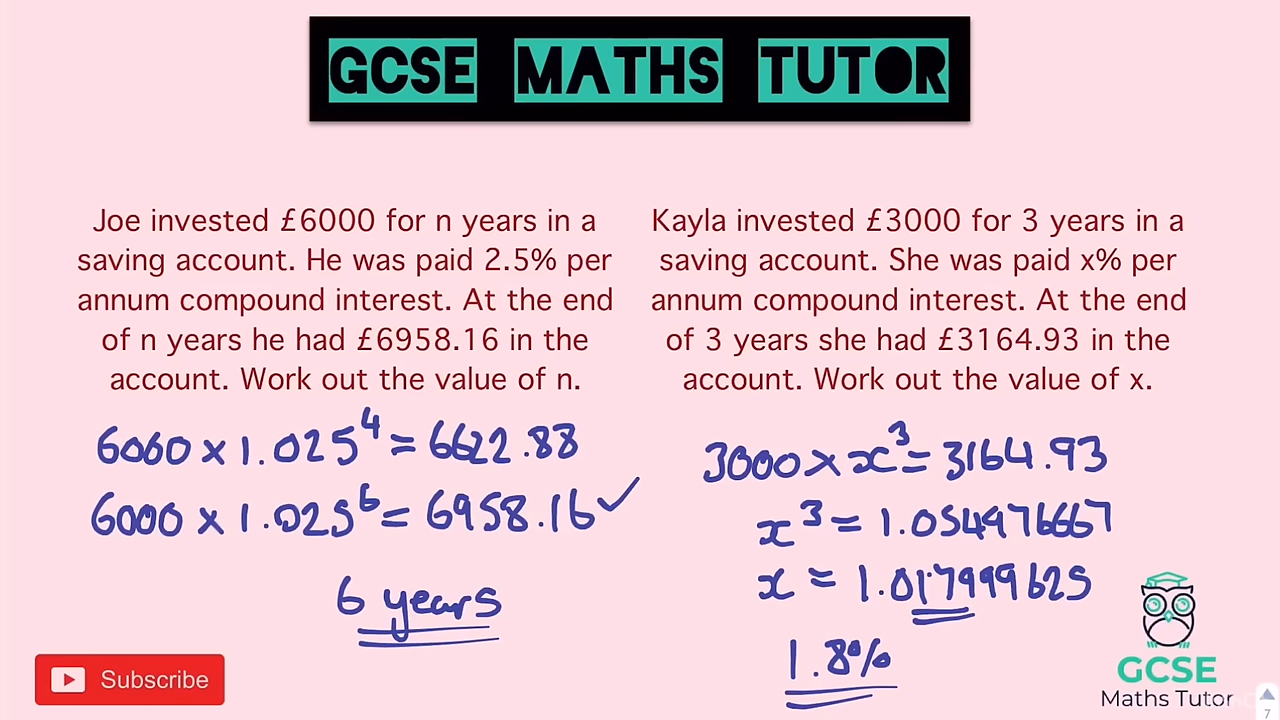 GCSE MATHS TUTOR
Joe invested £6000 for n years in a
saving account. He was paid 2.5% per
annum compound interest. At the end
of n years he had £6958.16 in the
account. Work out the value of n.
6000 × 1.025⁴ = 6622.88
6000 × 1.025⁶ = 6958.16 ✓
6 years
Kayla invested £3000 for 3 years in a
saving account. She was paid x% per
annum compound interest. At the end
of 3 years she had £3164.93 in the
account. Work out the value of x.
3000 × x³ = 3164.93
x³ = 1.054976667
x = 1.017999625
1.8%
Subscribe
GCSE
Maths Tutor
7